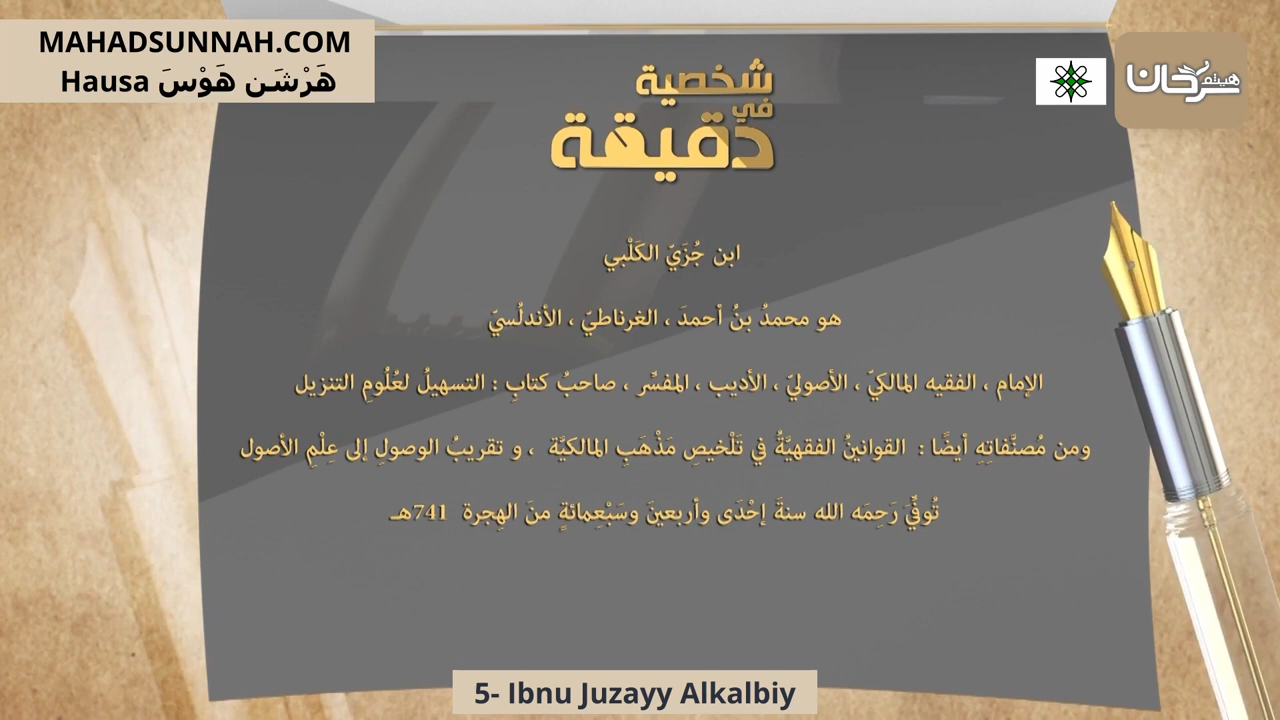 MAHADSUNNAH.COM
Hausa هَرْشَن هَوْسَ
شخصية
في
دقيقة
هيثم
سرحان
ابن جُزَيّ الكَلْبي
هو محمدُ بنُ أحمدَ ، الغرناطيّ ، الأندلُسيّ
الإمام ، الفقيه المالكيّ ، الأصوليّ ، الأديب ، المفسِّر ، صاحبُ كتابِ : التسهيلُ لعُلُومِ التنزيل
ومن مُصنَّفاتِهِ أيضًا : القوانينُ الفقهيَّةُ في تَلْخيصِ مَذْهَبِ المالكيَّة ، و تقريبُ الوصولِ إلى عِلْمِ الأصول
تُوفِّيَ رَحِمَه الله سنةَ إحْدَى وأربعينَ وسَبْعِمائةٍ منَ الهِجرة 741هـ
5- Ibnu Juzayy Alkalbiy